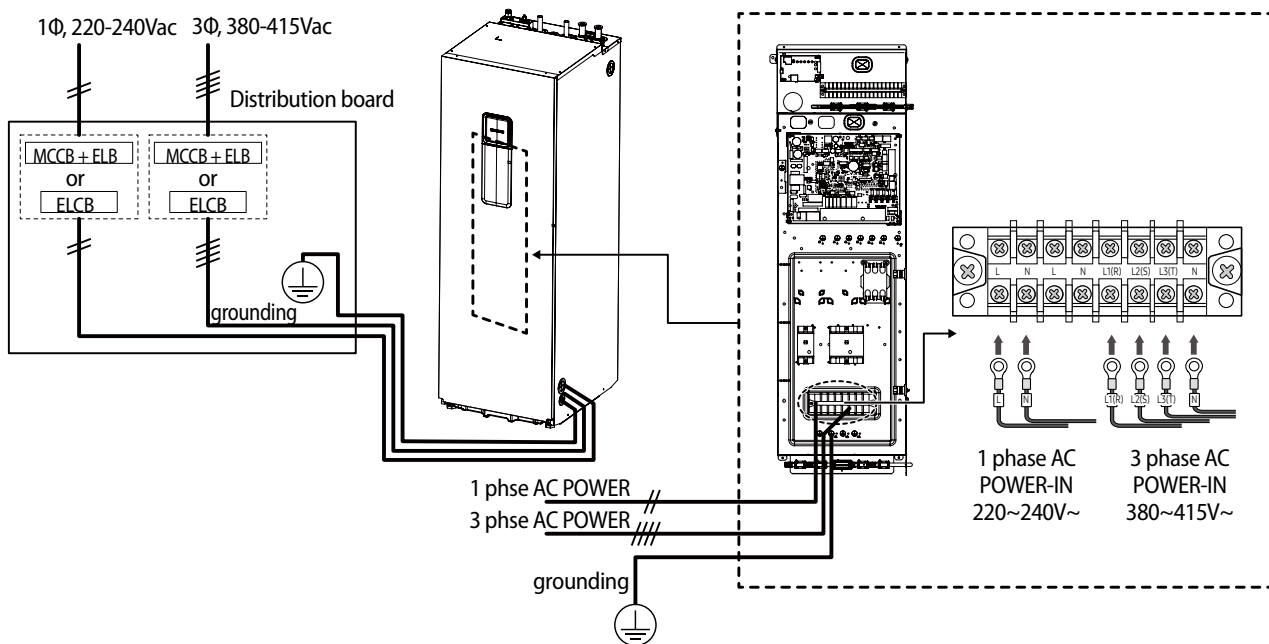 1Φ, 220-240Vac
3Φ, 380-415Vac
Distribution board
MCCB + ELB
or
ELCB
MCCB + ELB
or
ELCB
grounding
L N L N L1(R) L2(S) L3(T) N
L N L1(R) L2(S) L3(T) N
1 phase AC
POWER-IN
220~240V~
3 phase AC
POWER-IN
380~415V~
1 phse AC POWER
3 phse AC POWER
grounding